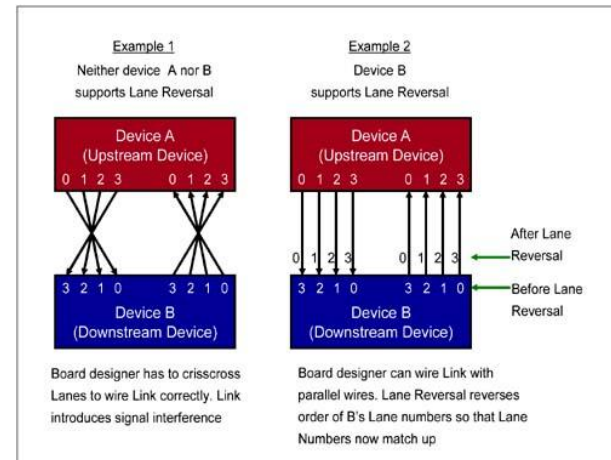 Example 1
Neither device A nor B
supports Lane Reversal
Device A
(Upstream Device)
0 1 2 3 0 1 2 3
3 2 1 0 3 2 1 0
Device B
(Downstream Device)
Board designer has to crisscross
Lanes to wire Link correctly. Link
introduces signal interference
Example 2
Device B
supports Lane Reversal
Device A
(Upstream Device)
0 1 2 3 0 1 2 3
0 1 2 3 0 1 2 3
After Lane
Reversal
3 2 1 0 3 2 1 0
Before Lane
Reversal
Device B
(Downstream Device)
Board designer can wire Link with
parallel wires. Lane Reversal reverses
order of B's Lane numbers so that Lane
Numbers now match up